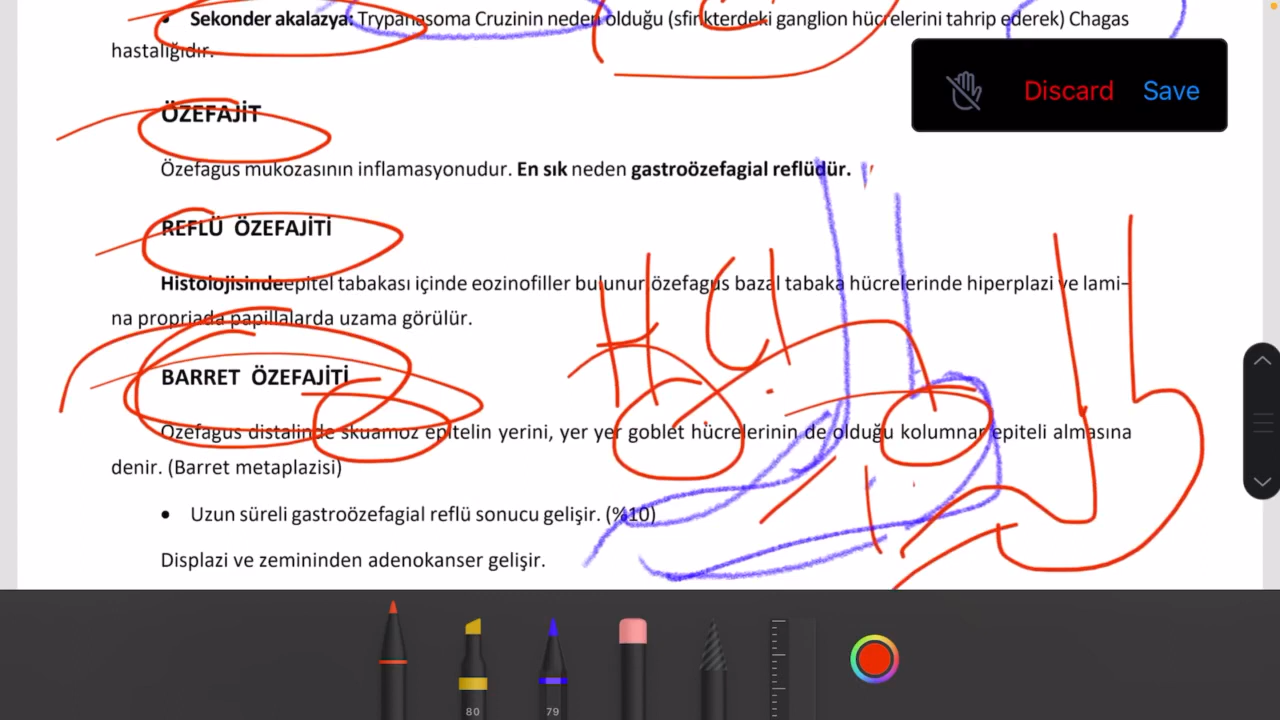 • Sekonder akalazya: Trypanasoma Cruzinin neden olduğu (sfinkterdeki ganglion hücrelerini tahrip ederek) Chagas
hastalığıdır.
Discard Save
ÖZEFAJİT
Özefagus mukozasının inflamasyonudur. En sık neden gastroözefagial reflüdür.
REFLÜ ÖZEFAJİTİ
Histolojisindeepitel tabakası içinde eozinofiller bulunur özefagus bazal tabaka hücrelerinde hiperplazi ve lami-
na propriada papillalarda uzama görülür.
HCl
BARRET ÖZEFAJİTİ
Özefagus distalinde skuamöz epitelin yerini, yer yer goblet hücrelerinin de olduğu kolumnar epiteli almasına
denir. (Barret metaplazisi)
• Uzun süreli gastroözefagial reflü sonucu gelişir. (%10)
Displazi ve zemininden adenokanser gelişir.
80 79